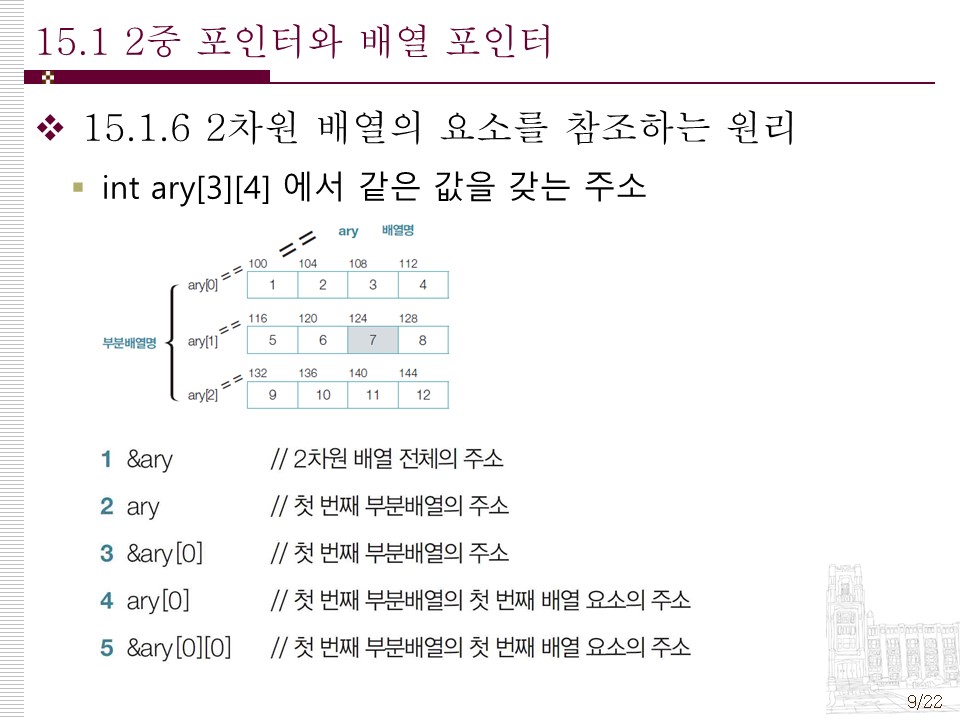 15.1 2중 포인터와 배열 포인터
15.1.6 2차원 배열의 요소를 참조하는 원리
int ary[3][4] 에서 같은 값을 갖는 주소
== ary 배열명
100 104 108 112
ary[0] == 1 2 3 4
116 120 124 128
부분배열명 ary[1] == 5 6 7 8
132 136 140 144
ary[2] == 9 10 11 12
1 &ary // 2차원 배열 전체의 주소
2 ary // 첫 번째 부분배열의 주소
3 &ary[0] // 첫 번째 부분배열의 주소
4 ary[0] // 첫 번째 부분배열의 첫 번째 배열 요소의 주소
5 &ary[0][0] // 첫 번째 부분배열의 첫 번째 배열 요소의 주소
9/22